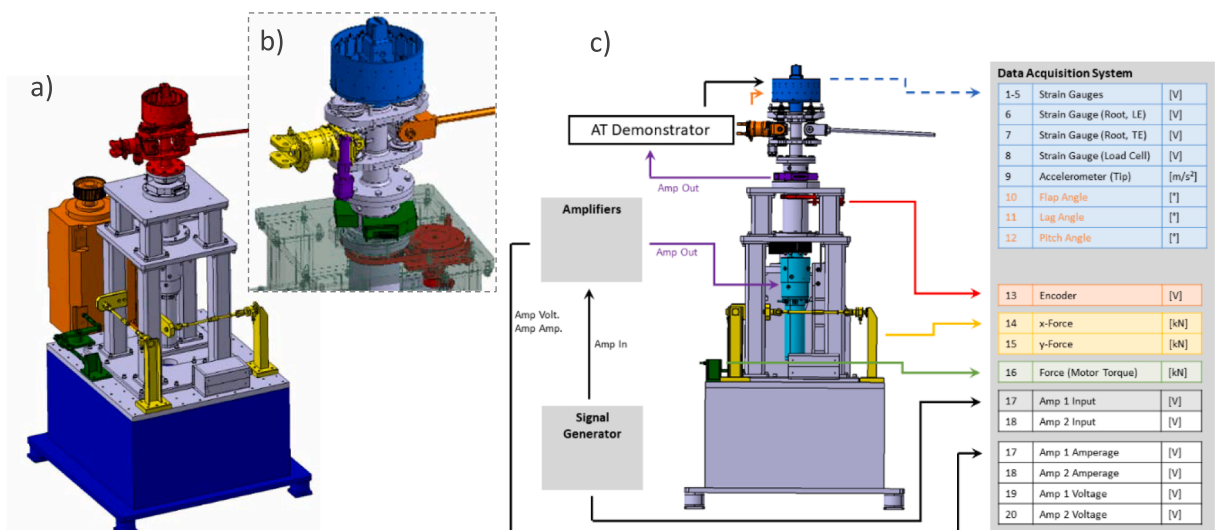 a)
b)
c)
AT Demonstrator
Amp Out
Amplifiers
Amp Out
Amp Volt.
Amp Amp.
Amp In
Signal
Generator
Data Acquisition System
1-5 Strain Gauges [V]
6 Strain Gauge (Root, LE) [V]
7 Strain Gauge (Root, TE) [V]
8 Strain Gauge (Load Cell) [V]
9 Accelerometer (Tip) [m/s²]
10 Flap Angle [°]
11 Lag Angle [°]
12 Pitch Angle [°]
13 Encoder [V]
14 x-Force [kN]
15 y-Force [kN]
16 Force (Motor Torque) [kN]
17 Amp 1 Input [V]
18 Amp 2 Input [V]
17 Amp 1 Amperage [V]
18 Amp 2 Amperage [V]
19 Amp 1 Voltage [V]
20 Amp 2 Voltage [V]